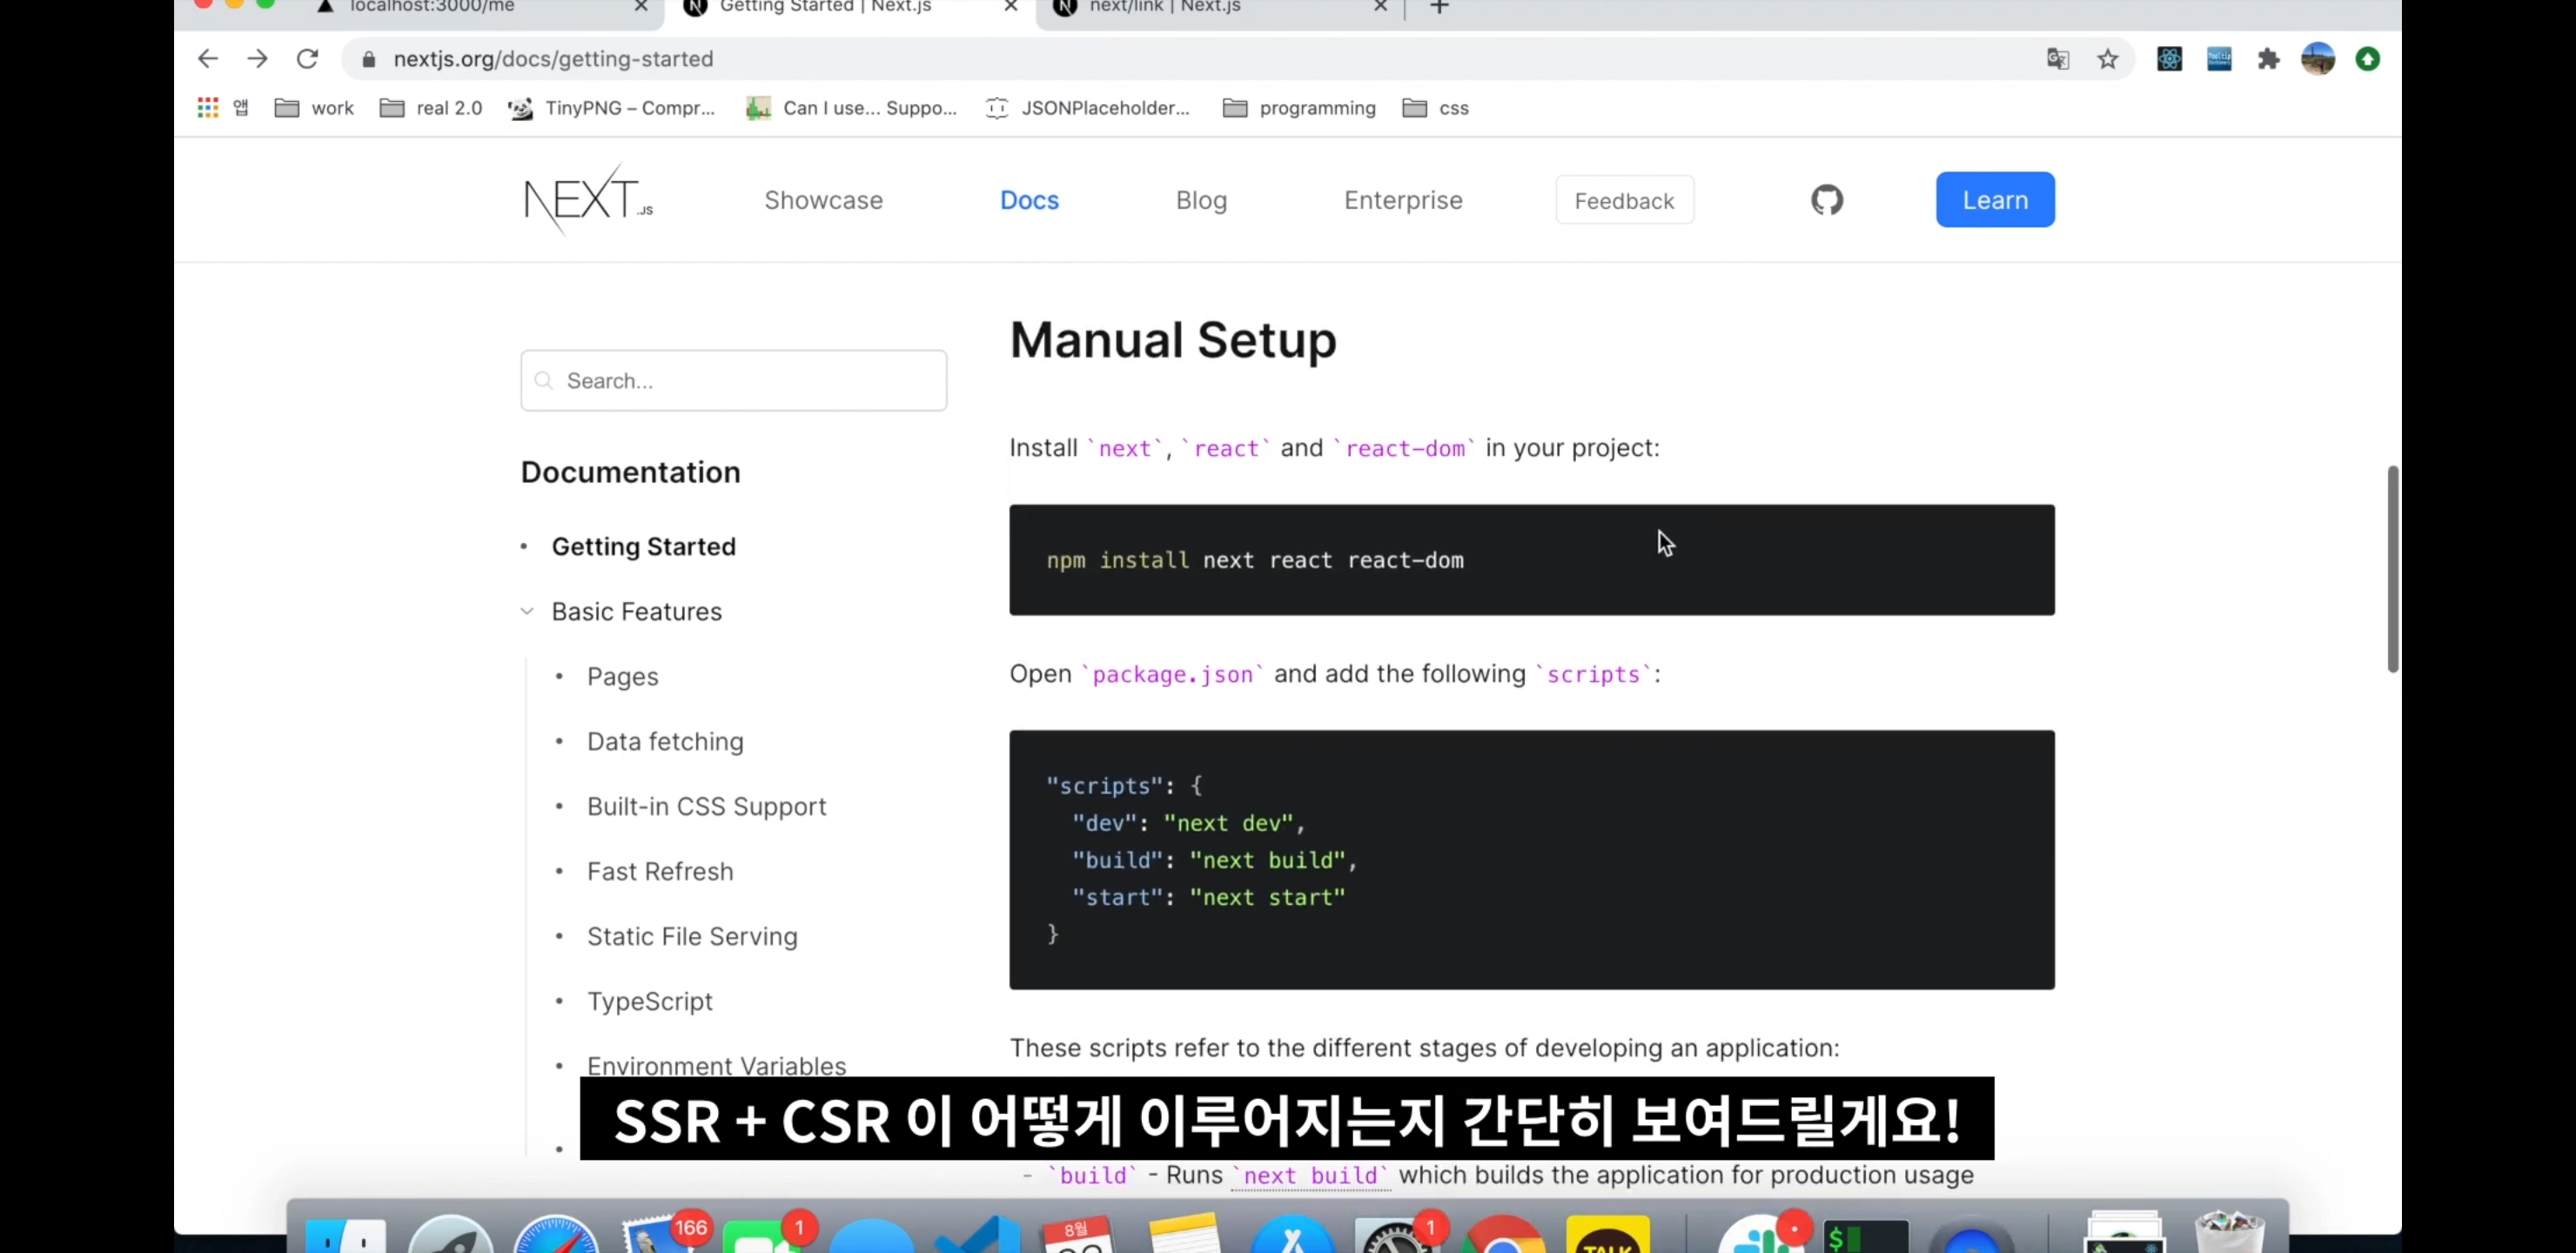 localhost:3000/me
Getting Started | Next.js
next/link | Next.js
nextjs.org/docs/getting-started
앱
work
real 2.0
TinyPNG – Compr...
Can I use... Suppo...
JSONPlaceholder...
programming
css
NEXT.JS
Showcase
Docs
Blog
Enterprise
Feedback
Learn
Search...
Documentation
Getting Started
Basic Features
Pages
Data fetching
Built-in CSS Support
Fast Refresh
Static File Serving
TypeScript
Environment Variables
Manual Setup
Install `next`, `react` and `react-dom` in your project:
npm install next react react-dom
Open `package.json` and add the following `scripts`:
"scripts": {
"dev": "next dev",
"build": "next build",
"start": "next start"
}
These scripts refer to the different stages of developing an application:
SSR + CSR 이 어떻게 이루어지는지 간단히 보여드릴게요!
- `build` - Runs `next build` which builds the application for production usage
166
1
8월
1
TALK
$